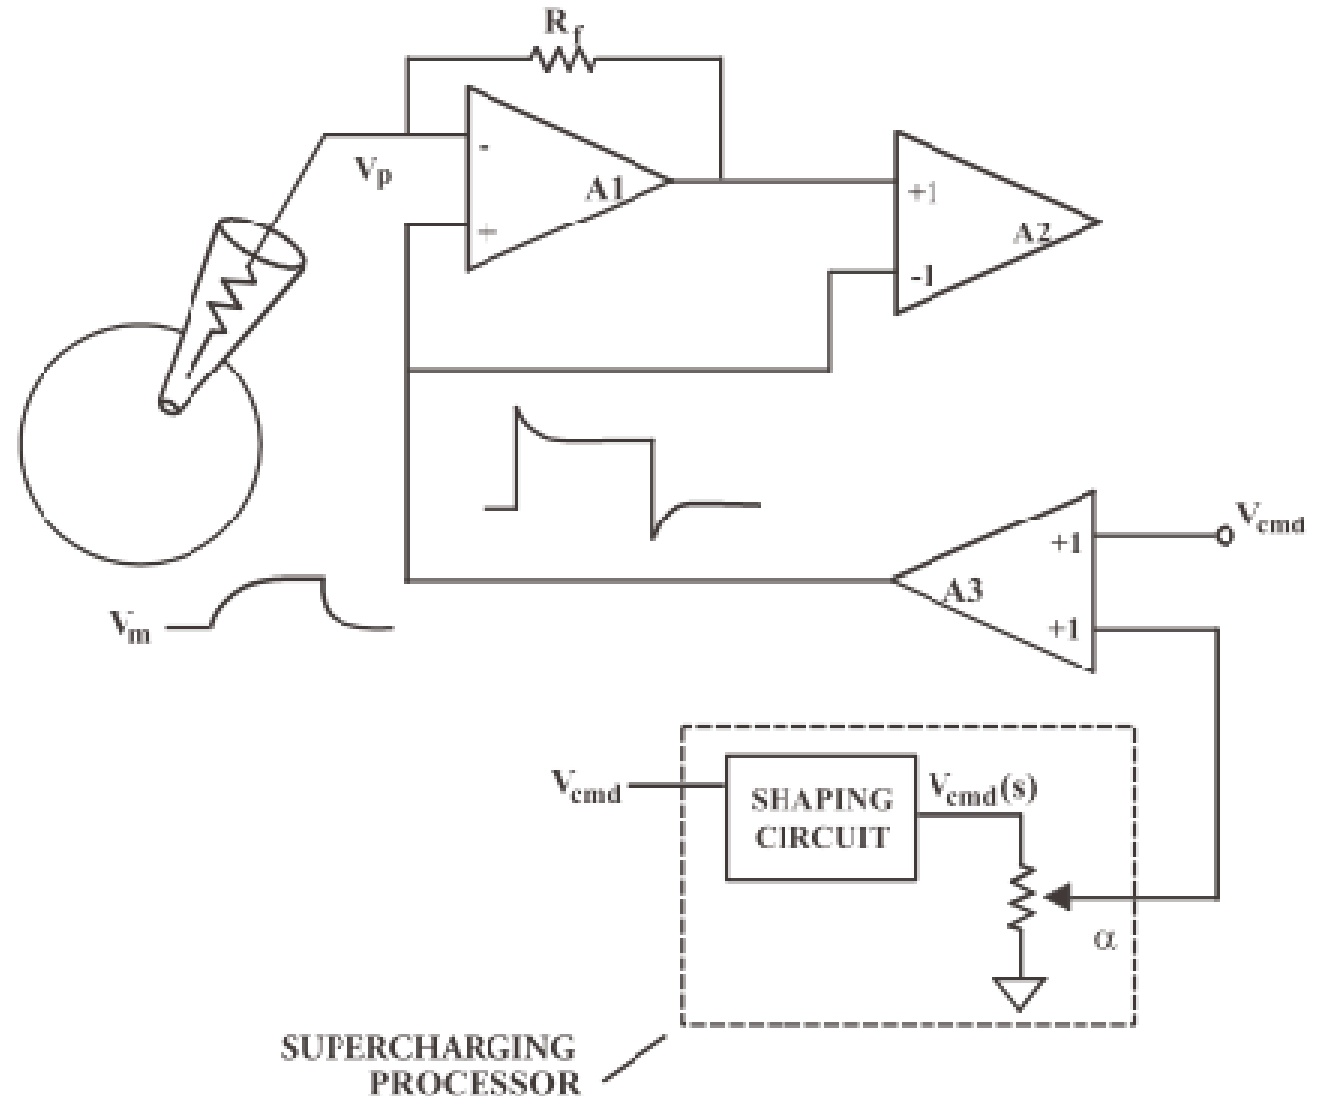 Rf
-
Vp
A1
+
+1
A2
-1
Vcmd
+1
A3
+1
Vm
Vcmd
SHAPING
CIRCUIT
Vcmd(s)
α
SUPERCHARGING
PROCESSOR